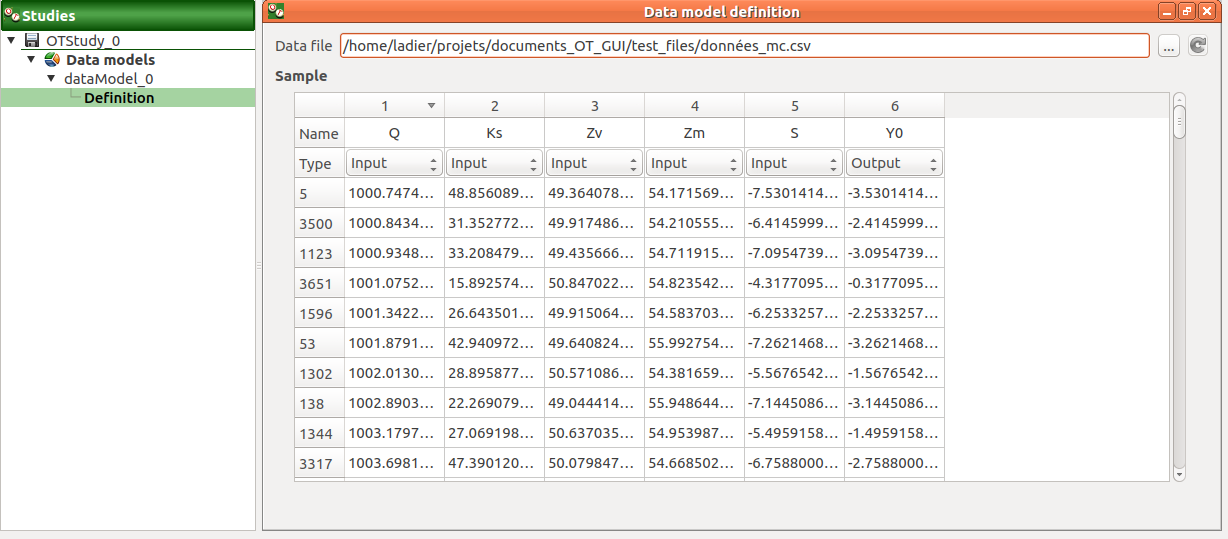 Studies
OTStudy_0
Data models
dataModel_0
Definition
Data model definition
Data file /home/ladier/projets/documents_OT_GUI/test_files/données_mc.csv ...
Sample
1 2 3 4 5 6
Name Q Ks Zv Zm S Y0
Type Input Input Input Input Input Output
5 1000.7474... 48.856089... 49.364078... 54.171569... -7.5301414... -3.5301414...
3500 1000.8434... 31.352772... 49.917486... 54.210555... -6.4145999... -2.4145999...
1123 1000.9348... 33.208479... 49.435666... 54.711915... -7.0954739... -3.0954739...
3651 1001.0752... 15.892574... 50.847022... 54.823542... -4.3177095... -0.3177095...
1596 1001.3422... 26.643501... 49.915064... 54.583703... -6.2533257... -2.2533257...
53 1001.8791... 42.940972... 49.640824... 55.992754... -7.2621468... -3.2621468...
1302 1002.0130... 28.895877... 50.571086... 54.381659... -5.5676542... -1.5676542...
138 1002.8903... 22.269079... 49.044414... 55.948644... -7.1445086... -3.1445086...
1344 1003.1797... 27.069198... 50.637035... 54.953987... -5.4959158... -1.4959158...
3317 1003.6981... 47.390120... 50.079847... 54.668502... -6.7588000... -2.7588000...